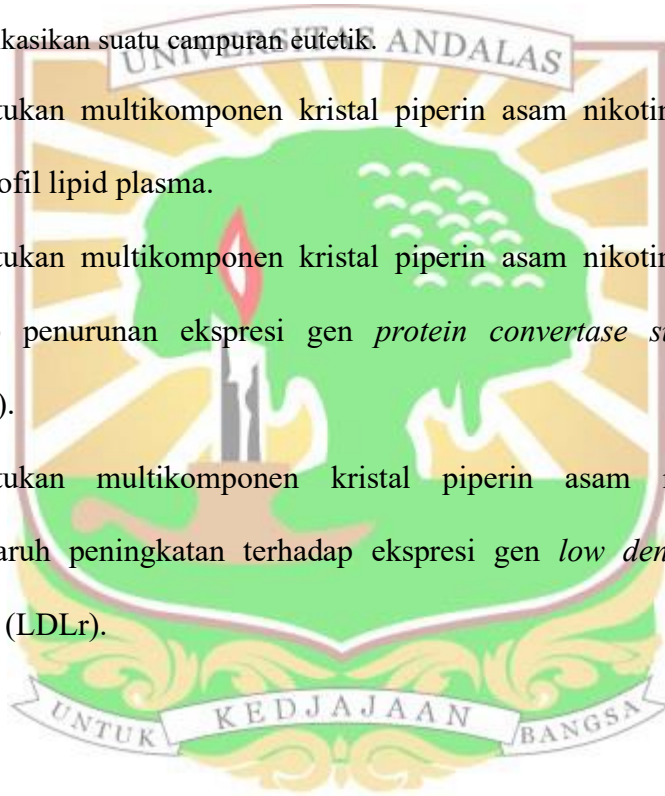 kasikan suatu campuran eutetik.
UNIVERSITAS ANDALAS
tukan multikomponen kristal piperin asam nikotin
ofil lipid plasma.
tukan multikomponen kristal piperin asam nikotin
penurunan ekspresi gen protein convertase su
).
tukan multikomponen kristal piperin asam
aruh peningkatan terhadap ekspresi gen low den
(LDLr).
UNTUK KEDJAJAAN BANGSA